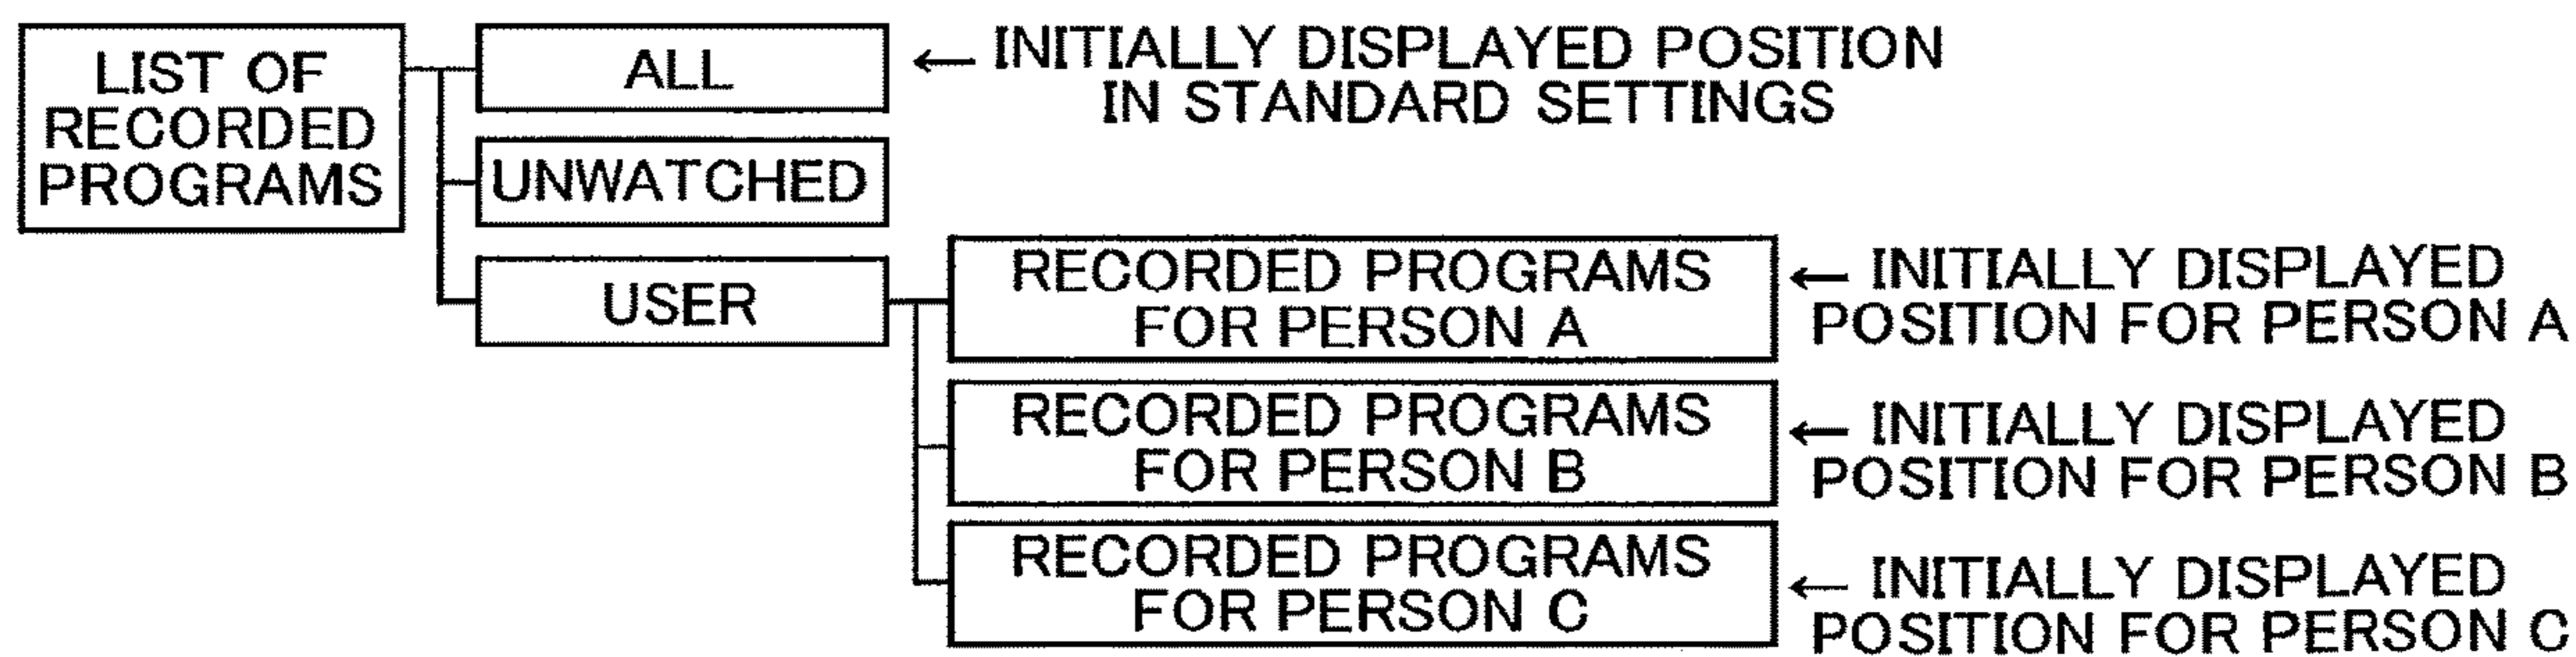 LIST OF
RECORDED
PROGRAMS
ALL
← INITIALLY DISPLAYED POSITION
IN STANDARD SETTINGS
UNWATCHED
USER
RECORDED PROGRAMS
FOR PERSON A
← INITIALLY DISPLAYED
POSITION FOR PERSON A
RECORDED PROGRAMS
FOR PERSON B
← INITIALLY DISPLAYED
POSITION FOR PERSON B
RECORDED PROGRAMS
FOR PERSON C
← INITIALLY DISPLAYED
POSITION FOR PERSON C